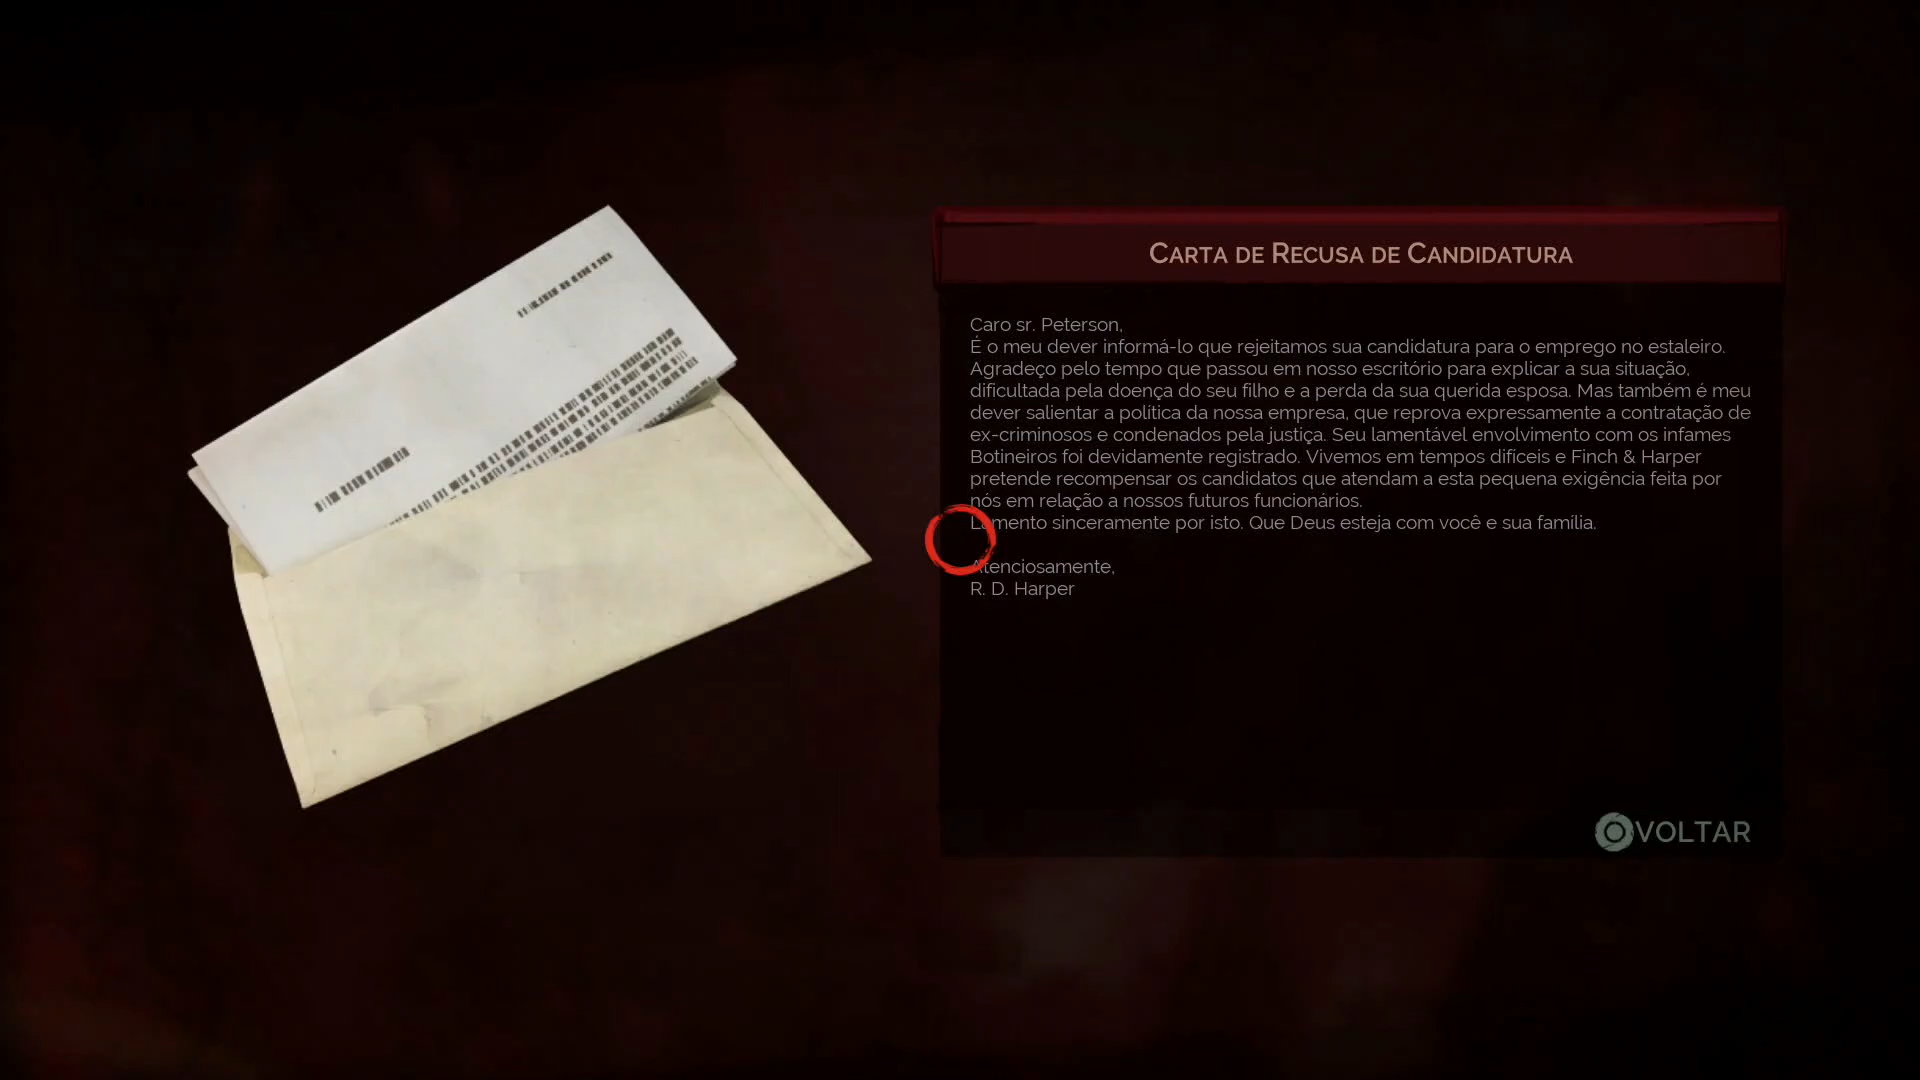 Carta de Recusa de Candidatura
Caro sr. Peterson,
É o meu dever informá-lo que rejeitamos sua candidatura para o emprego no estaleiro.
Agradeço pelo tempo que passou em nosso escritório para explicar a sua situação,
dificultada pela doença do seu filho e a perda da sua querida esposa. Mas também é meu
dever salientar a política da nossa empresa, que reprova expressamente a contratação de
ex-criminosos e condenados pela justiça. Seu lamentável envolvimento com os infames
Botineiros foi devidamente registrado. Vivemos em tempos difíceis e Finch & Harper
pretende recompensar os candidatos que atendam a esta pequena exigência feita por
nós em relação a nossos futuros funcionários.
Lamento sinceramente por isto. Que Deus esteja com você e sua família.
Atenciosamente,
R. D. Harper
VOLTAR